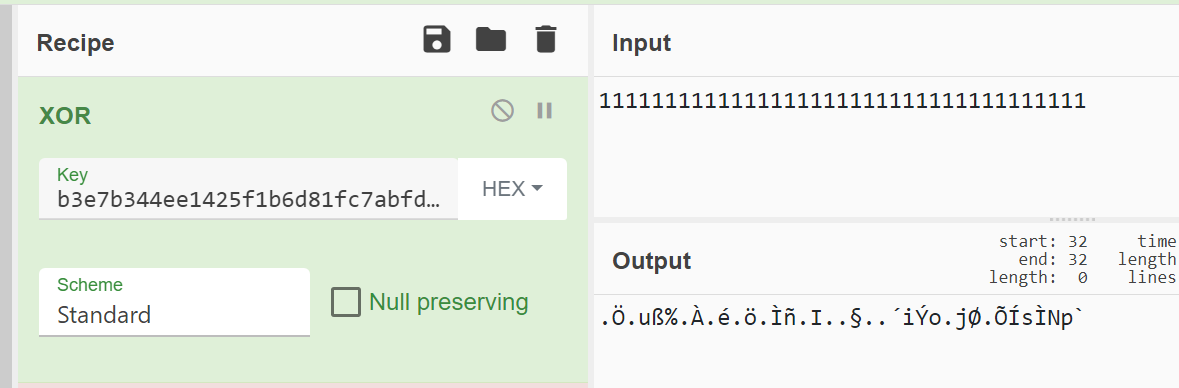 Recipe
XOR
Key
b3e7b344ee1425f1b6d81fc7abfd…
HEX
Scheme
Standard
Null preserving
Input
1111111111111111111111111111111111111
Output
start: 32 time
end: 32 length
length: 0 lines
.Ö.uß%.À.é.ö.Ìñ.I..§..´iÝo.jØ.ÕÍsÌNp`